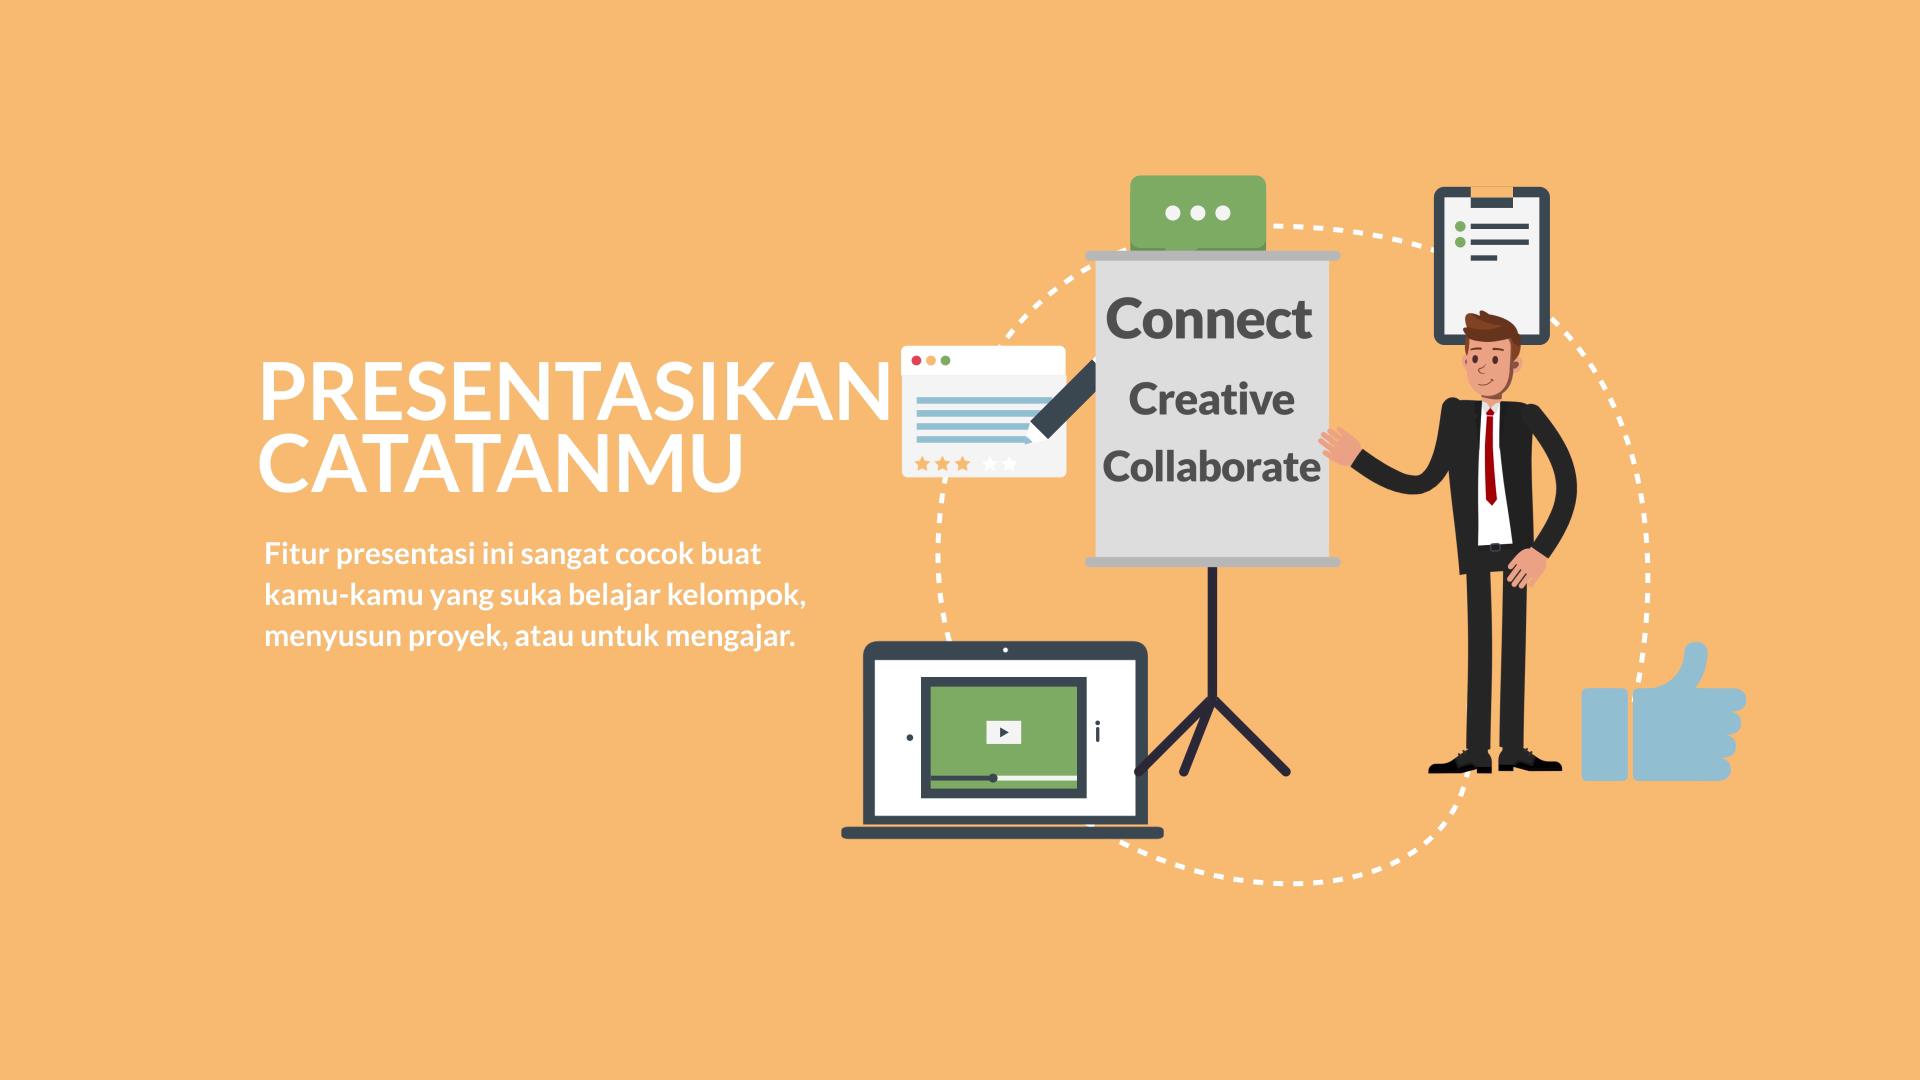 PRESENTASIKAN
CATATANMU
Fitur presentasi ini sangat cocok buat
kamu-kamu yang suka belajar kelompok,
menyusun proyek, atau untuk mengajar.
Connect
Creative
Collaborate